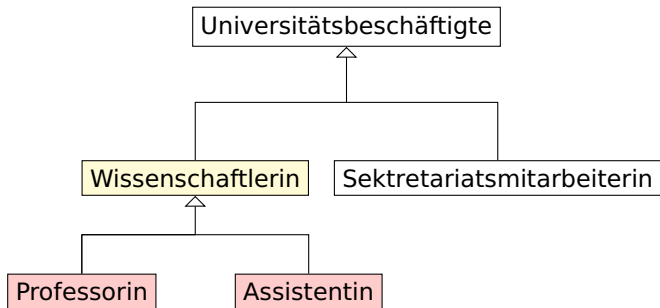 Universitätsbeschäftigte
Wissenschaftlerin
Sektretariatsmitarbeiterin
Professorin
Assistentin